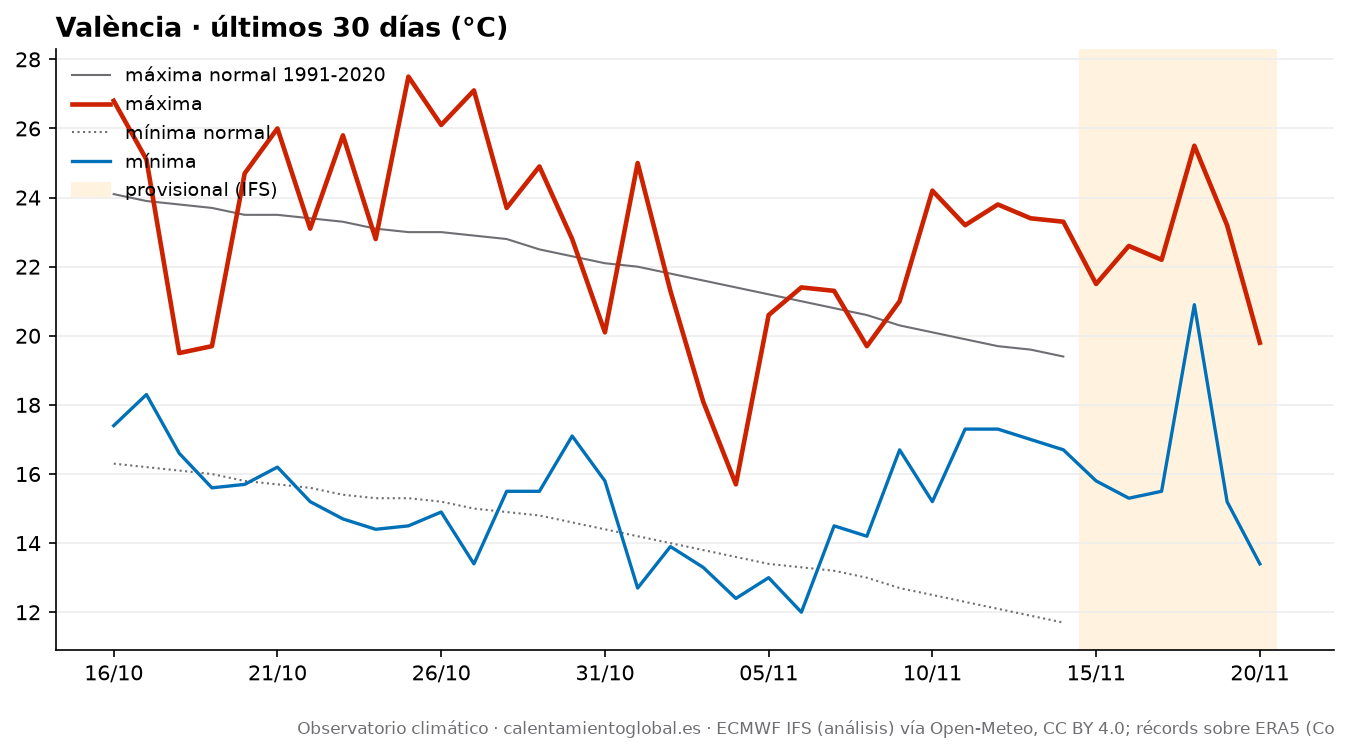 València · últimos 30 días (°C)
28
26
24
22
20
18
16
14
12
máxima normal 1991-2020
máxima
mínima normal
mínima
provisional (IFS)
16/10 21/10 26/10 31/10 05/11 10/11 15/11 20/11
Observatorio climático · calentamientoglobal.es · ECMWF IFS (análisis) vía Open-Meteo, CC BY 4.0; récords sobre ERA5 (Co